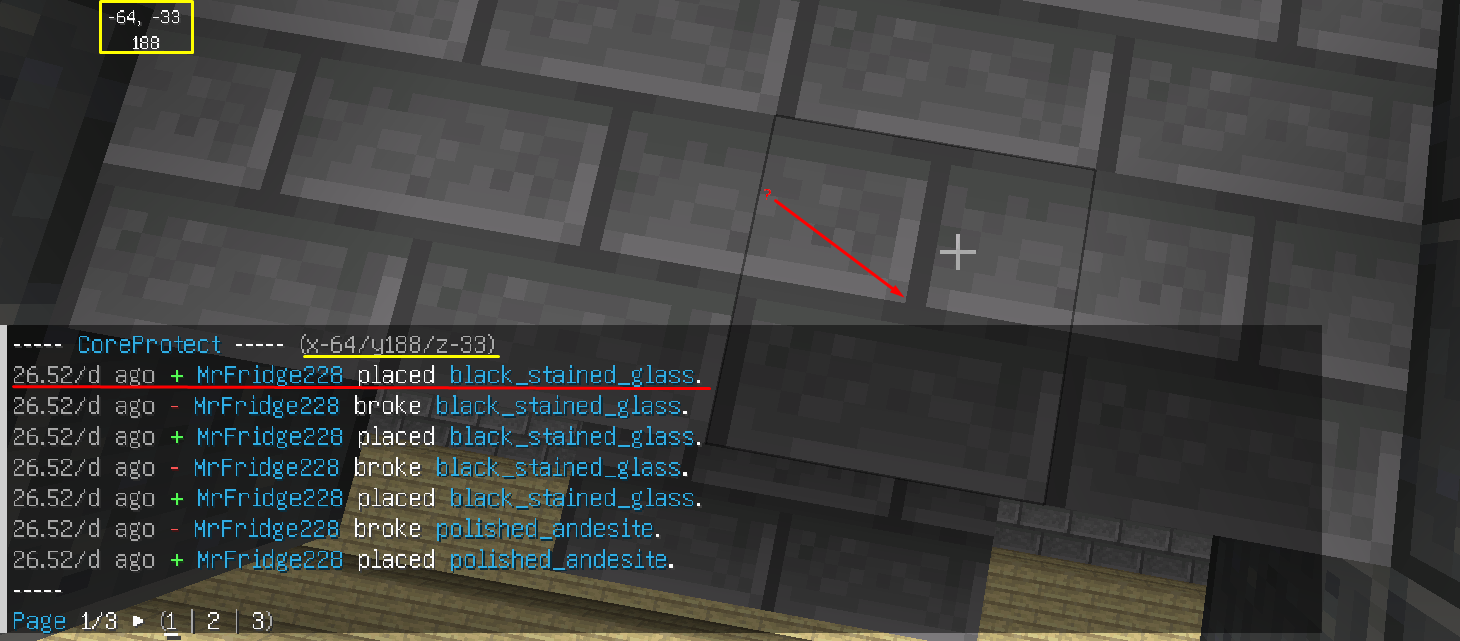 -64, -33
188
?
----- CoreProtect ----- (x-64/y188/z-33)
26.52/d ago + MrFridge228 placed black_stained_glass.
26.52/d ago - MrFridge228 broke black_stained_glass.
26.52/d ago + MrFridge228 placed black_stained_glass.
26.52/d ago - MrFridge228 broke black_stained_glass.
26.52/d ago + MrFridge228 placed black_stained_glass.
26.52/d ago - MrFridge228 broke polished_andesite.
26.52/d ago + MrFridge228 placed polished_andesite.
-----
Page 1/3 ► (1 | 2 | 3)